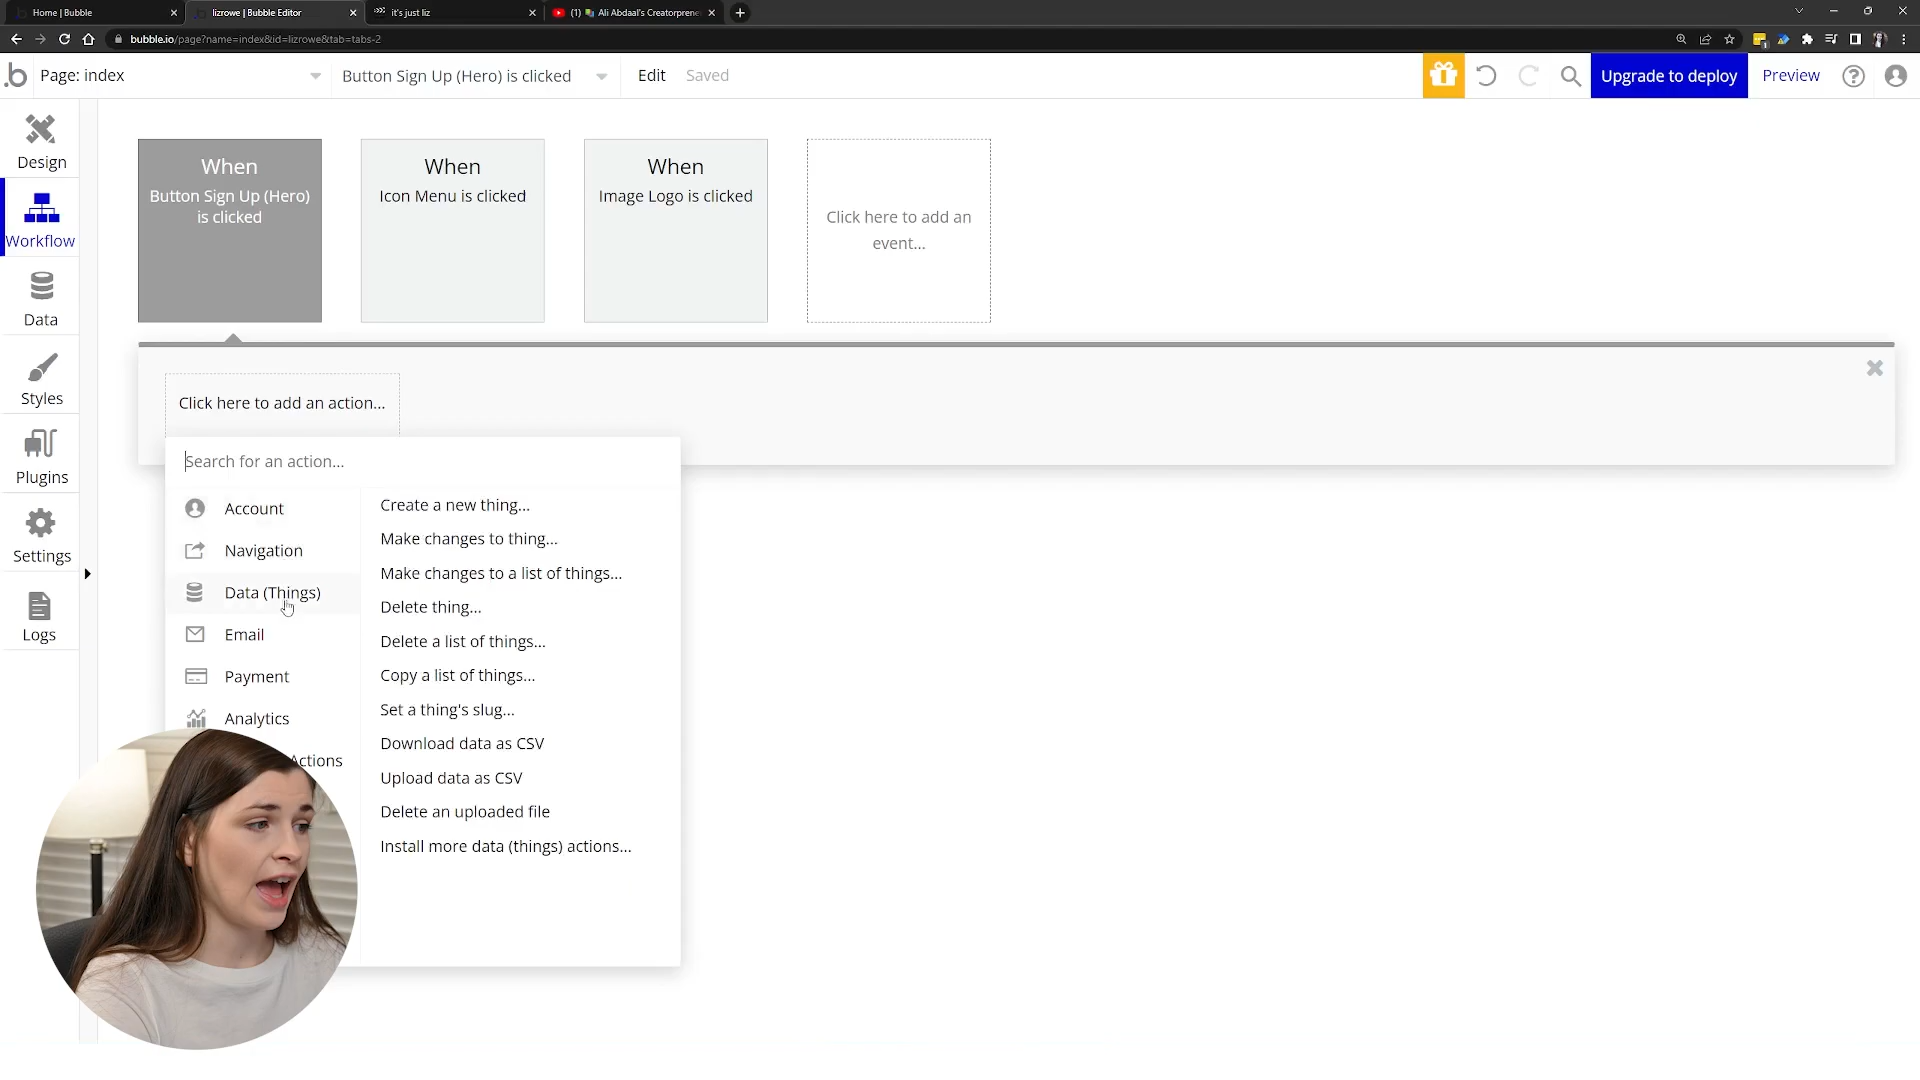 Home | Bubble
lizrowe | Bubble Editor
it's just liz
(1) Ali Abdaal's Creatorprene
bubble.io/page?name=index&id=lizrowe&tab=tabs-2
Page: index
Button Sign Up (Hero) is clicked
Edit
Saved
Upgrade to deploy
Preview
Design
Workflow
Data
Styles
Plugins
Settings
Logs
When
Button Sign Up (Hero)
is clicked
When
Icon Menu is clicked
When
Image Logo is clicked
Click here to add an
event...
Click here to add an action...
Search for an action...
Account
Navigation
Data (Things)
Email
Payment
Analytics
Actions
Create a new thing...
Make changes to thing...
Make changes to a list of things...
Delete thing...
Delete a list of things...
Copy a list of things...
Set a thing's slug...
Download data as CSV
Upload data as CSV
Delete an uploaded file
Install more data (things) actions...